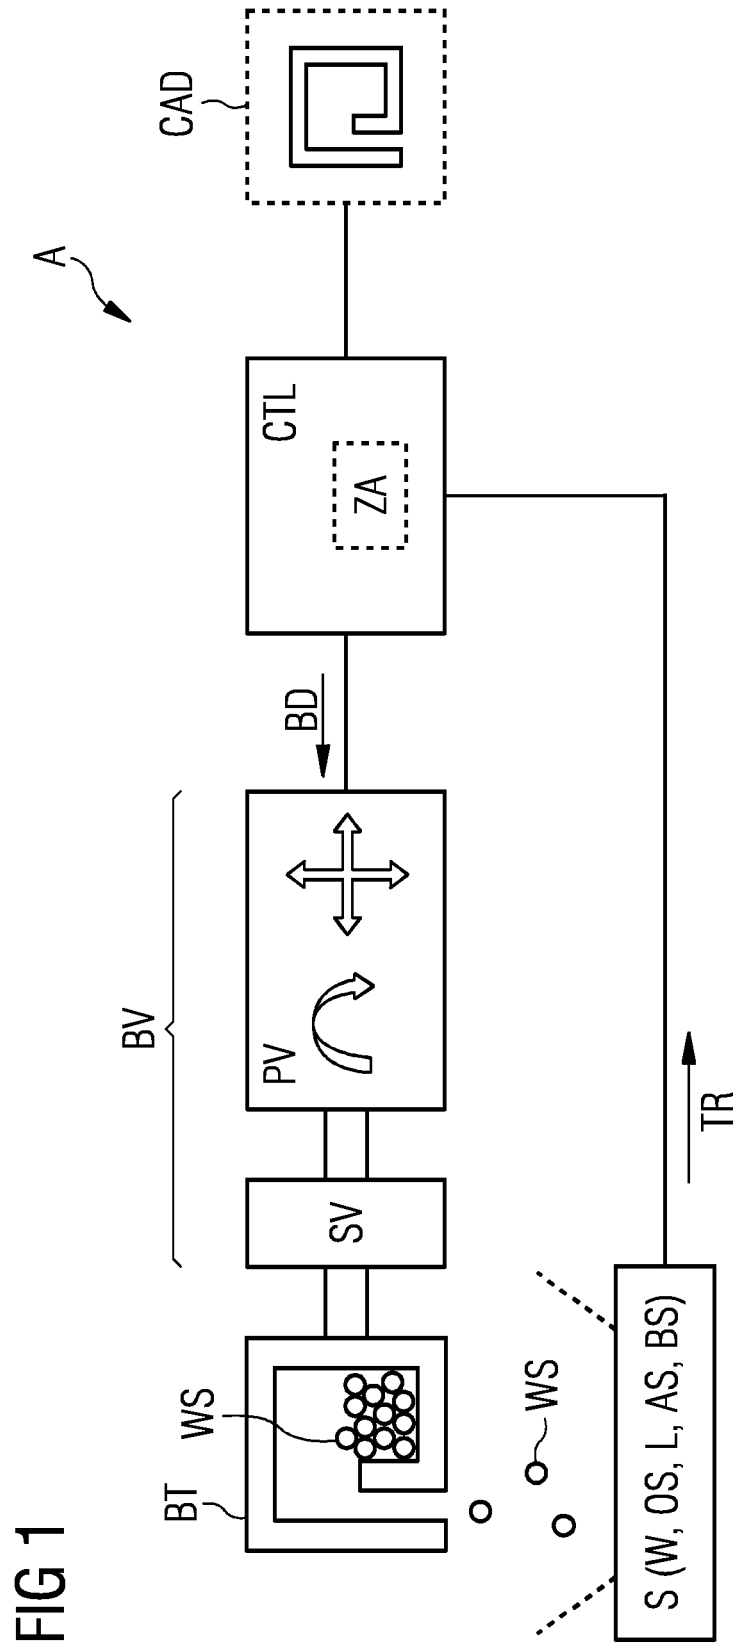 FIG 1
A
CAD
CTL
ZA
BD
BV
PV
SV
BT
WS
WS
TR
S (W, OS, L, AS, BS)